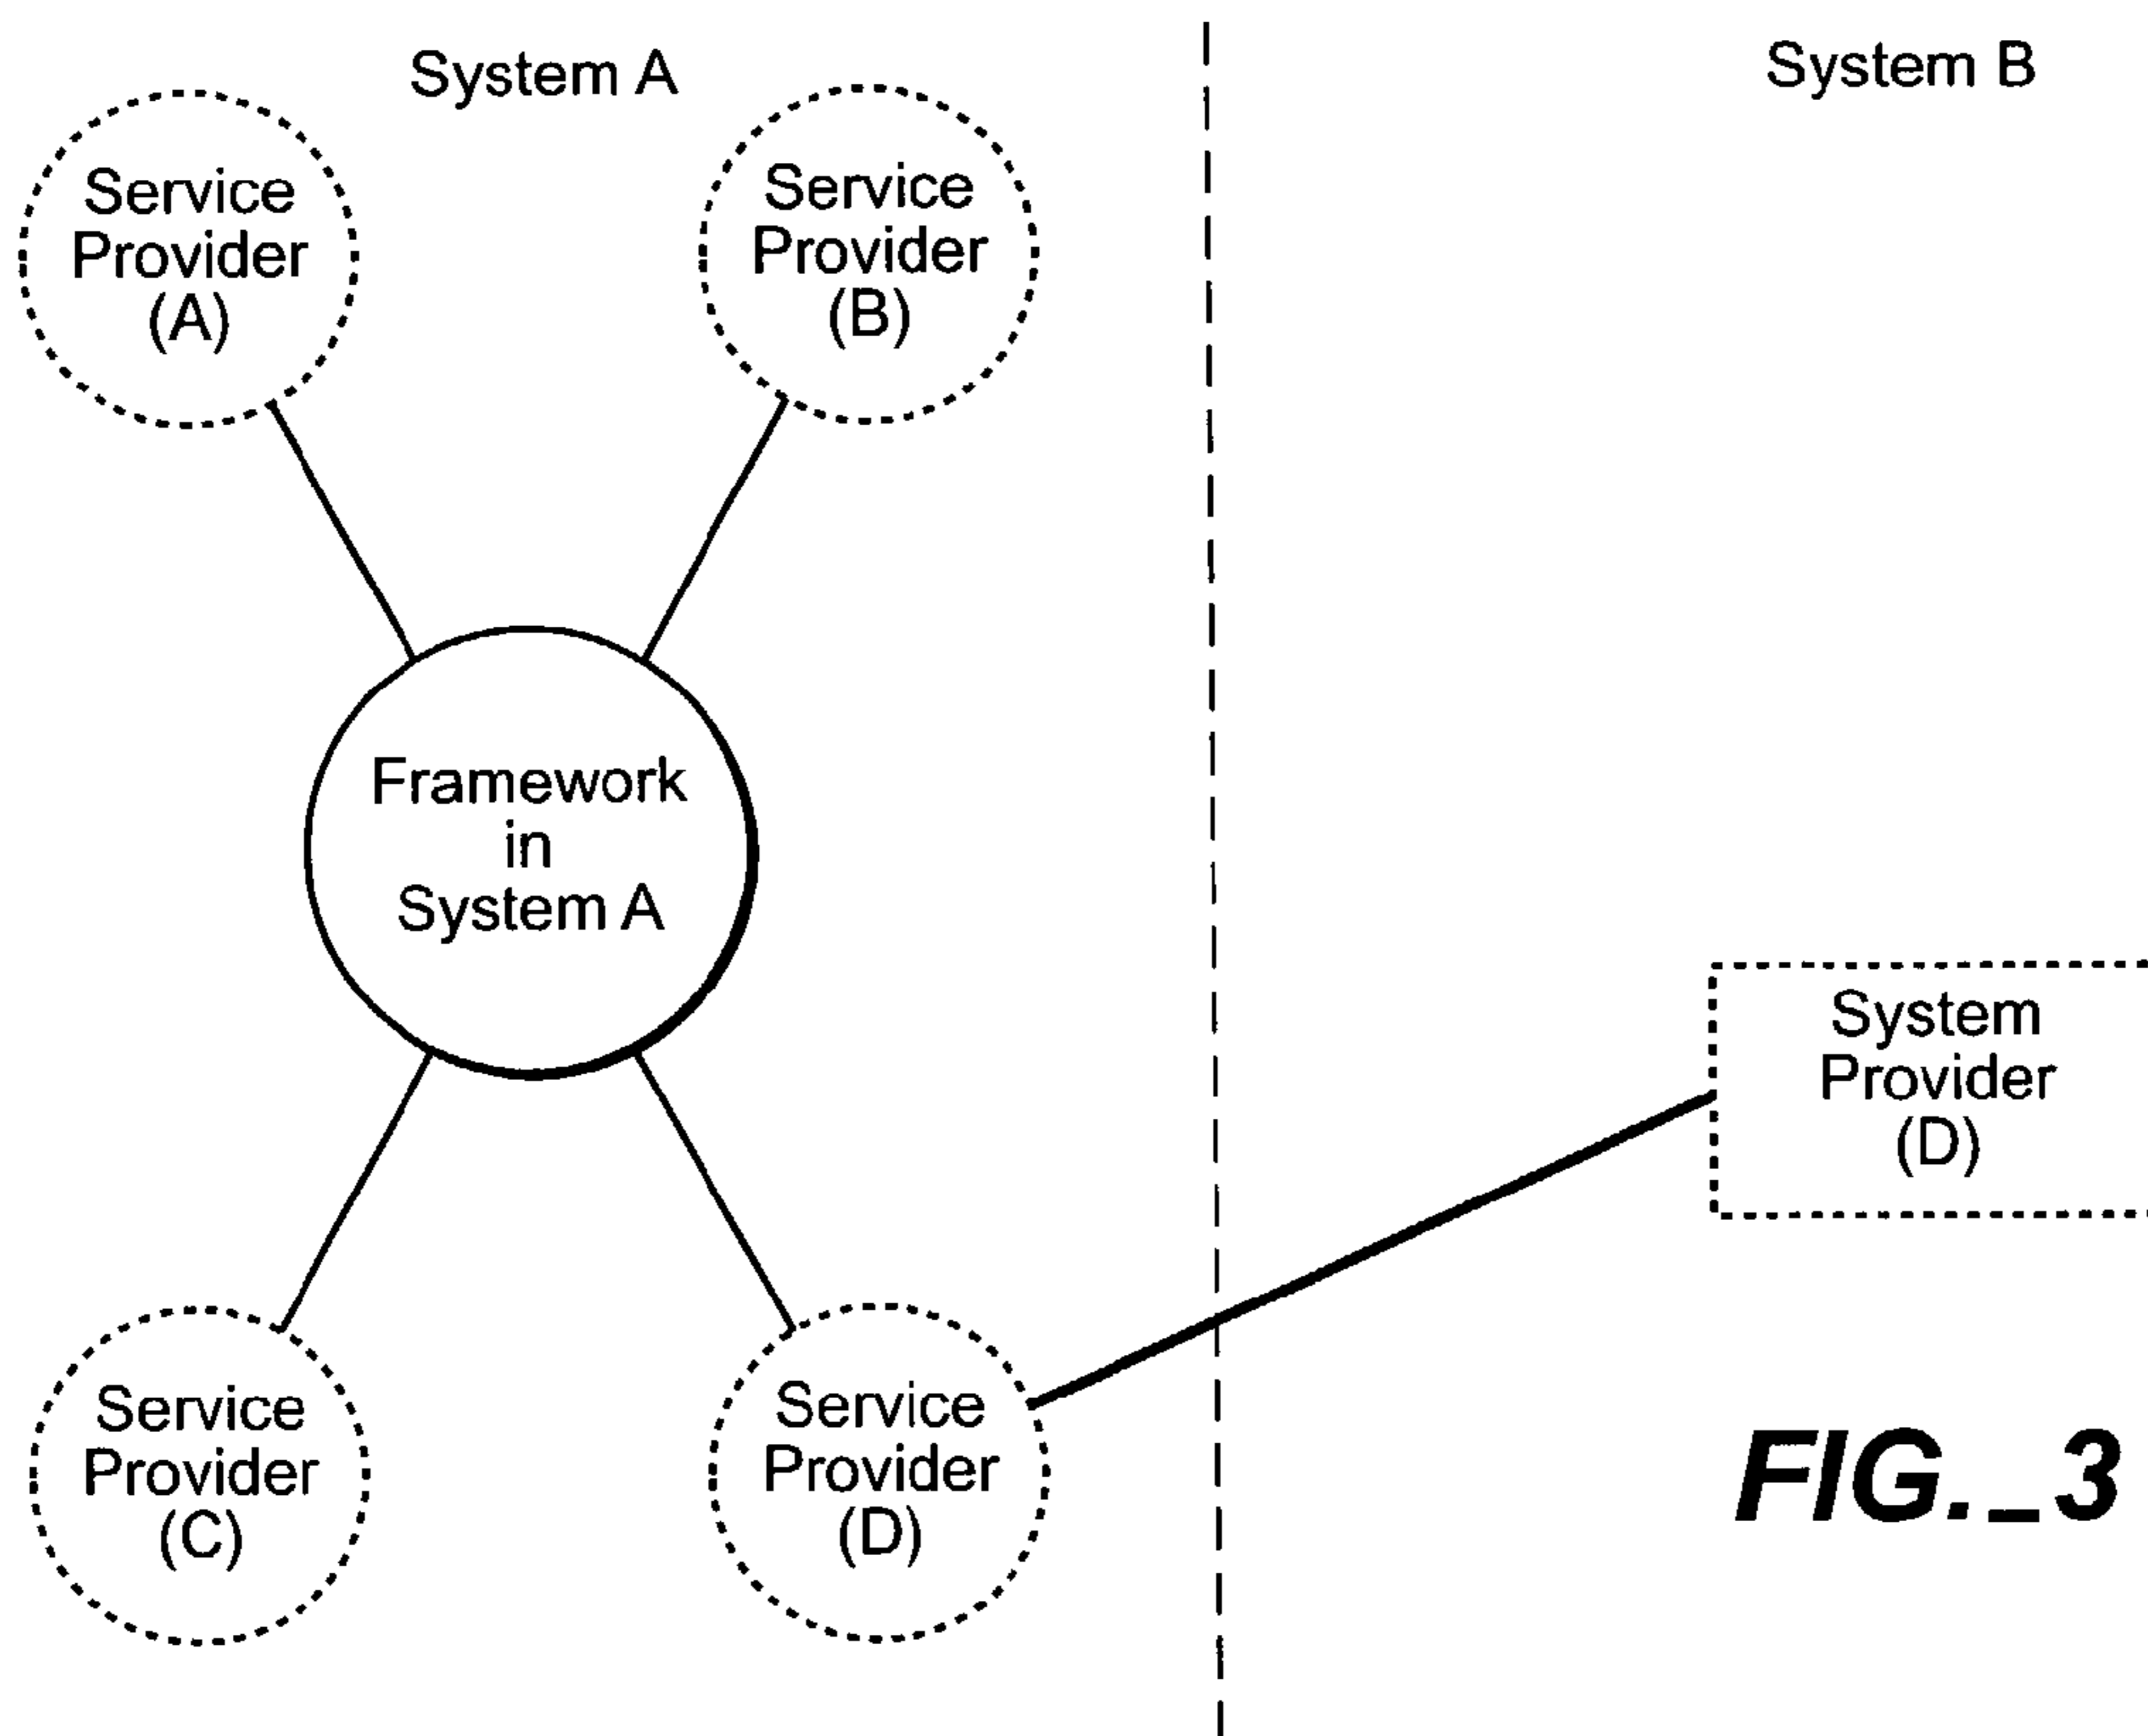 System A
System B
Service
Provider
(A)
Service
Provider
(B)
Framework
in
System A
System
Provider
(D)
Service
Provider
(C)
Service
Provider
(D)
FIG._3